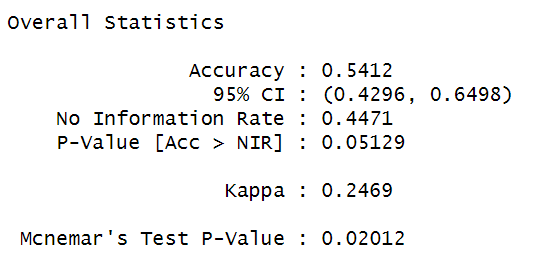 Overall Statistics
Accuracy : 0.5412
95% CI : (0.4296, 0.6498)
No Information Rate : 0.4471
P-Value [Acc > NIR] : 0.05129
Kappa : 0.2469
Mcnemar's Test P-Value : 0.02012